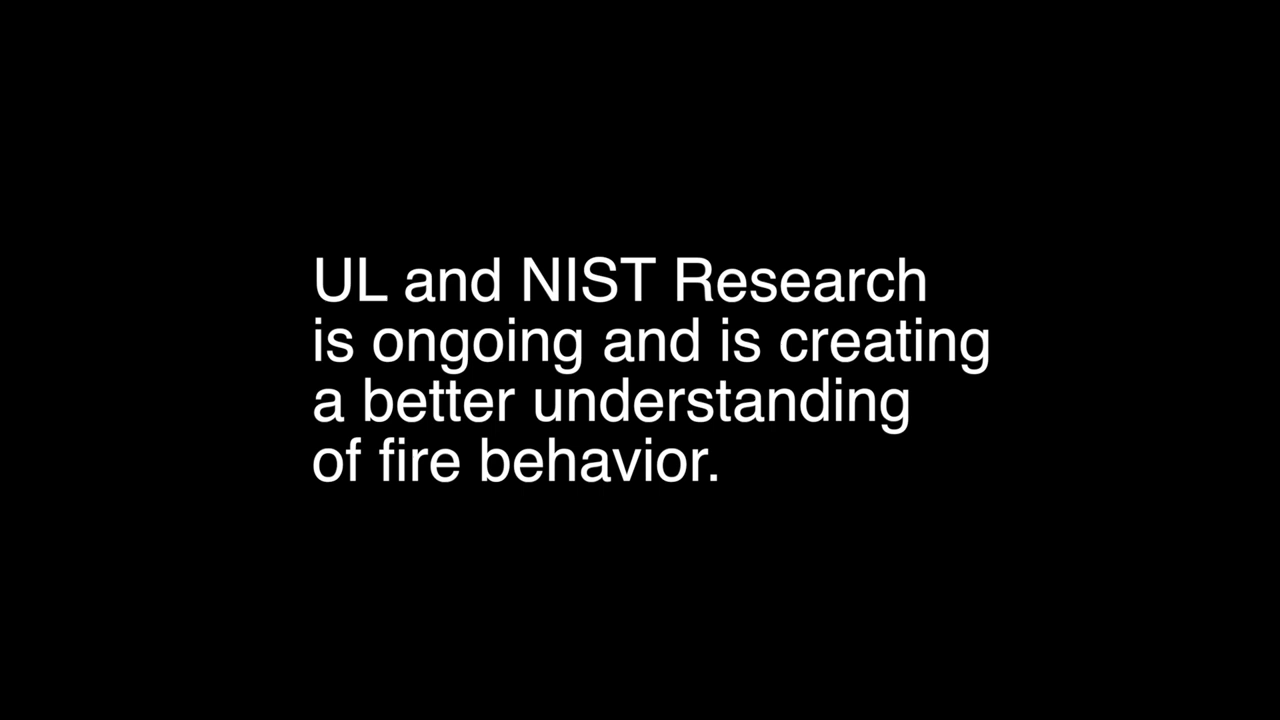 UL and NIST Research
is ongoing and is creating
a better understanding
of fire behavior.